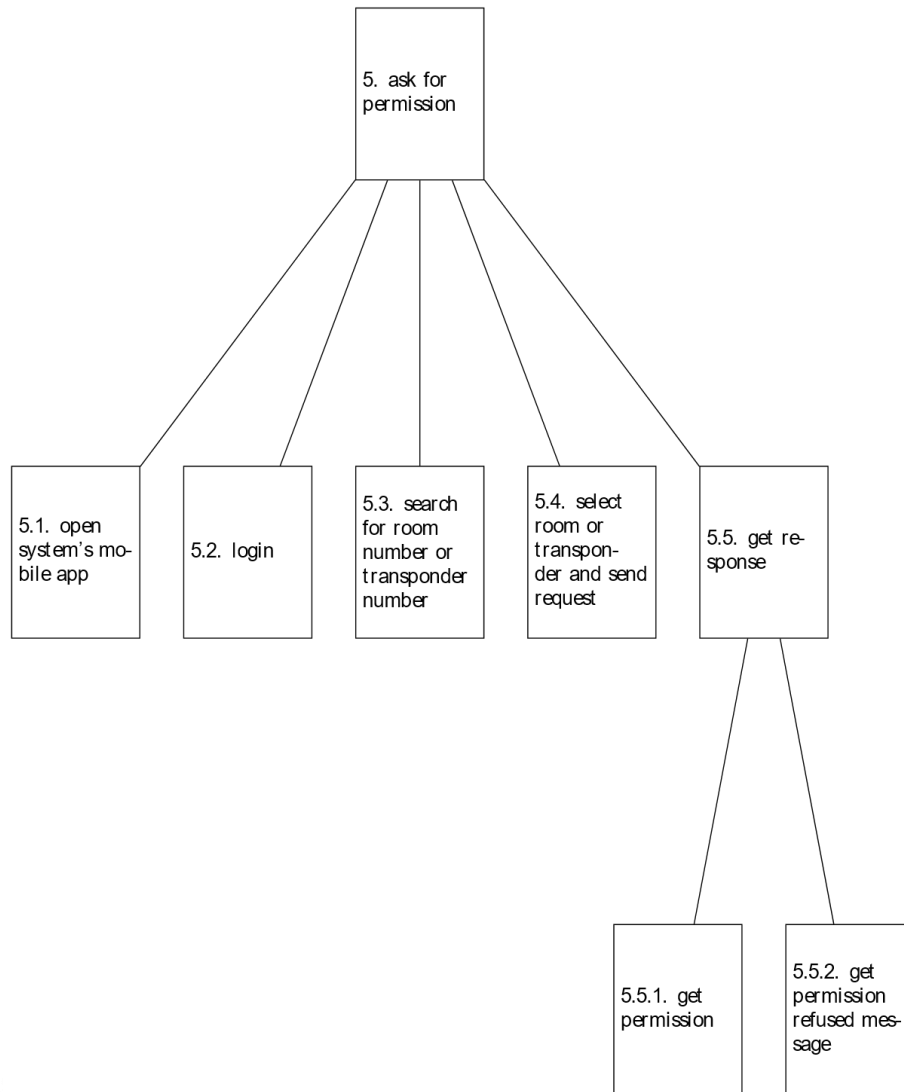 5. ask for
permission
5.1. open
system's mo-
bile app
5.2. login
5.3. search
for room
number or
transponder
number
5.4. select
room or
transpon-
der and send
request
5.5. get re-
sponse
5.5.1. get
permission
5.5.2. get
permission
refused mes-
sage